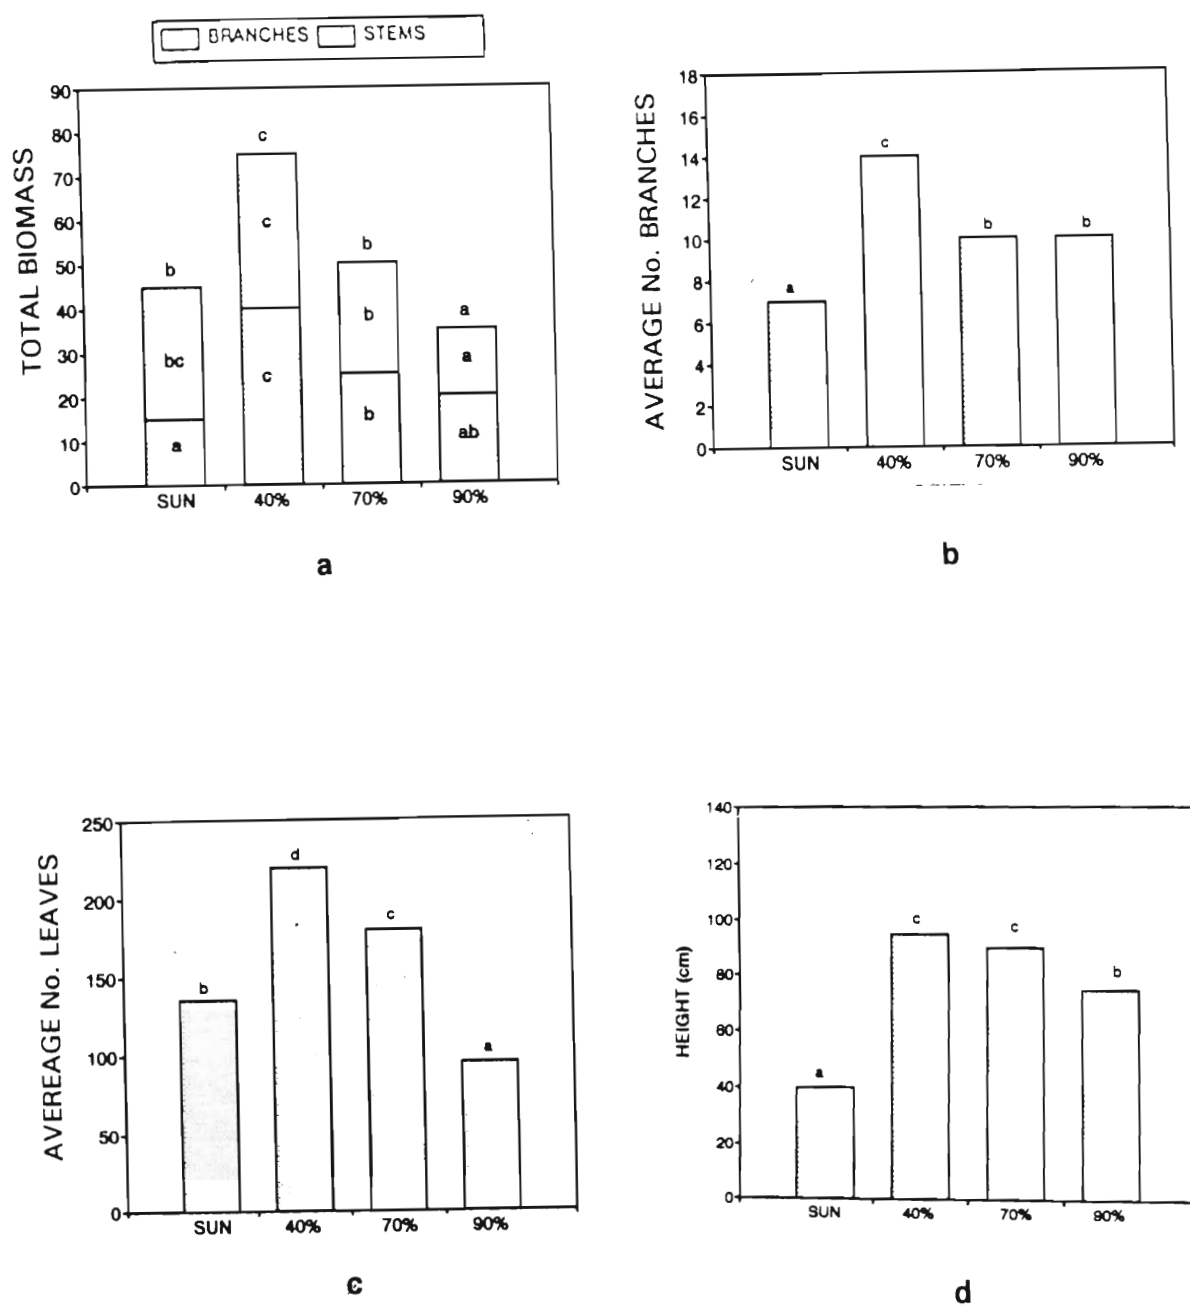 BRANCHES STEMS
TOTAL BIOMASS
90
80
70
60
50
40
30
20
10
0
b
bc
a
c
c
c
b
b
b
a
a
ab
SUN 40% 70% 90%
a
AVERAGE No. BRANCHES
18
16
14
12
10
8
6
4
2
0
a
c
b
b
SUN 40% 70% 90%
b
AVEREAGE No. LEAVES
250
200
150
100
50
0
b
d
c
a
SUN 40% 70% 90%
c
HEIGHT (cm)
140
120
100
80
60
40
20
0
a
c
c
b
SUN 40% 70% 90%
d